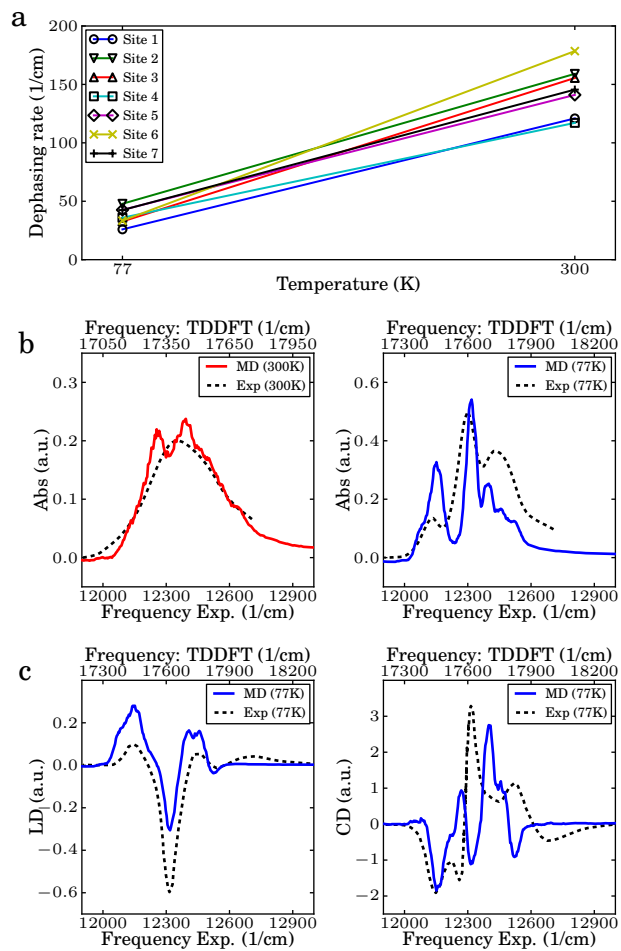 a
200
150
100
50
0
Dephasing rate (1/cm)
Site 1
Site 2
Site 3
Site 4
Site 5
Site 6
Site 7
77
300
Temperature (K)
b
Frequency: TDDFT (1/cm)
17050 17350 17650 17950
0.3
0.2
0.1
0.0
Abs (a.u.)
MD (300K)
Exp (300K)
12000 12300 12600 12900
Frequency Exp. (1/cm)
Frequency: TDDFT (1/cm)
17300 17600 17900 18200
0.6
0.4
0.2
0.0
Abs (a.u.)
MD (77K)
Exp (77K)
12000 12300 12600 12900
Frequency Exp. (1/cm)
c
Frequency: TDDFT (1/cm)
17300 17600 17900 18200
0.2
0.0
−0.2
−0.4
−0.6
LD (a.u.)
MD (77K)
Exp (77K)
12000 12300 12600 12900
Frequency Exp. (1/cm)
Frequency: TDDFT (1/cm)
17300 17600 17900 18200
3
2
1
0
−1
−2
CD (a.u.)
MD (77K)
Exp (77K)
12000 12300 12600 12900
Frequency Exp. (1/cm)